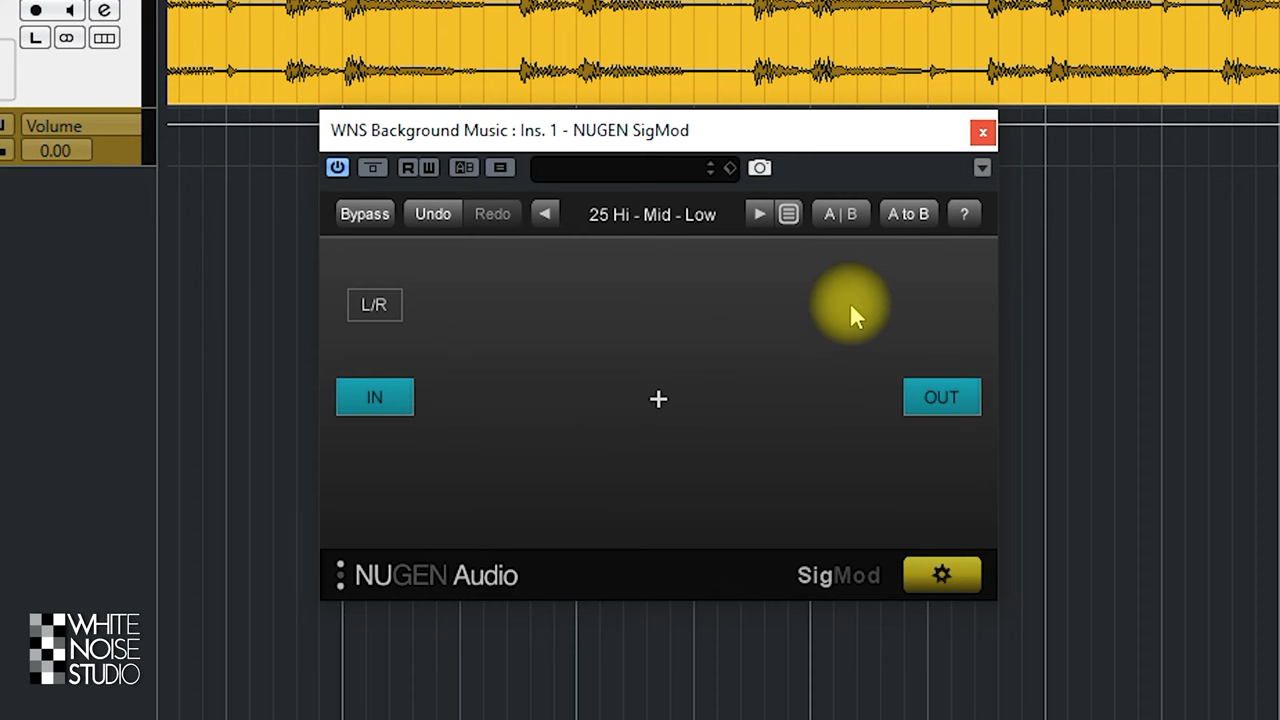 L
Volume
0.00
WNS Background Music : Ins. 1 - NUGEN SigMod
x
R W AB
Bypass Undo Redo 25 Hi - Mid - Low A | B A to B ?
L/R
IN + OUT
NUGEN Audio SigMod
WHITE
NOISE
STUDIO